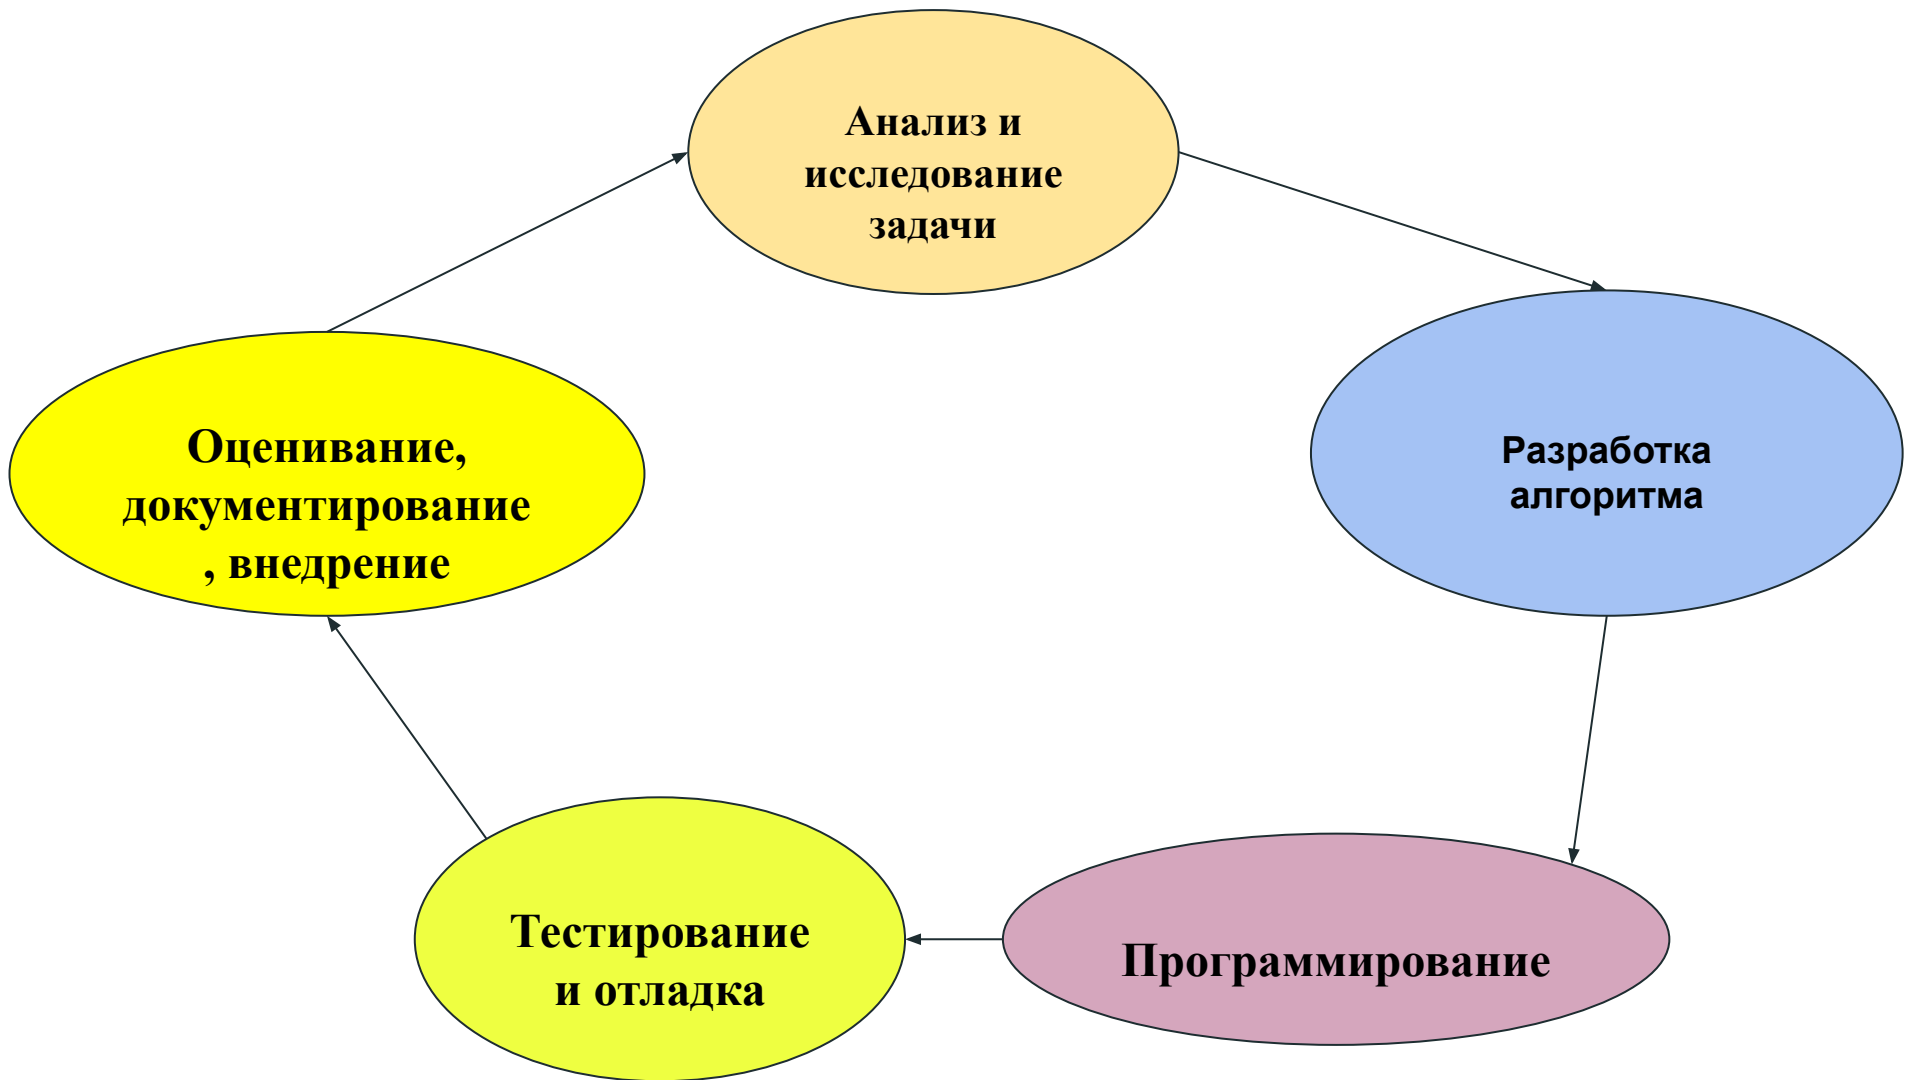 Анализ и
исследование
задачи
Разработка
алгоритма
Программирование
Тестирование
и отладка
Оценивание,
документирование
, внедрение